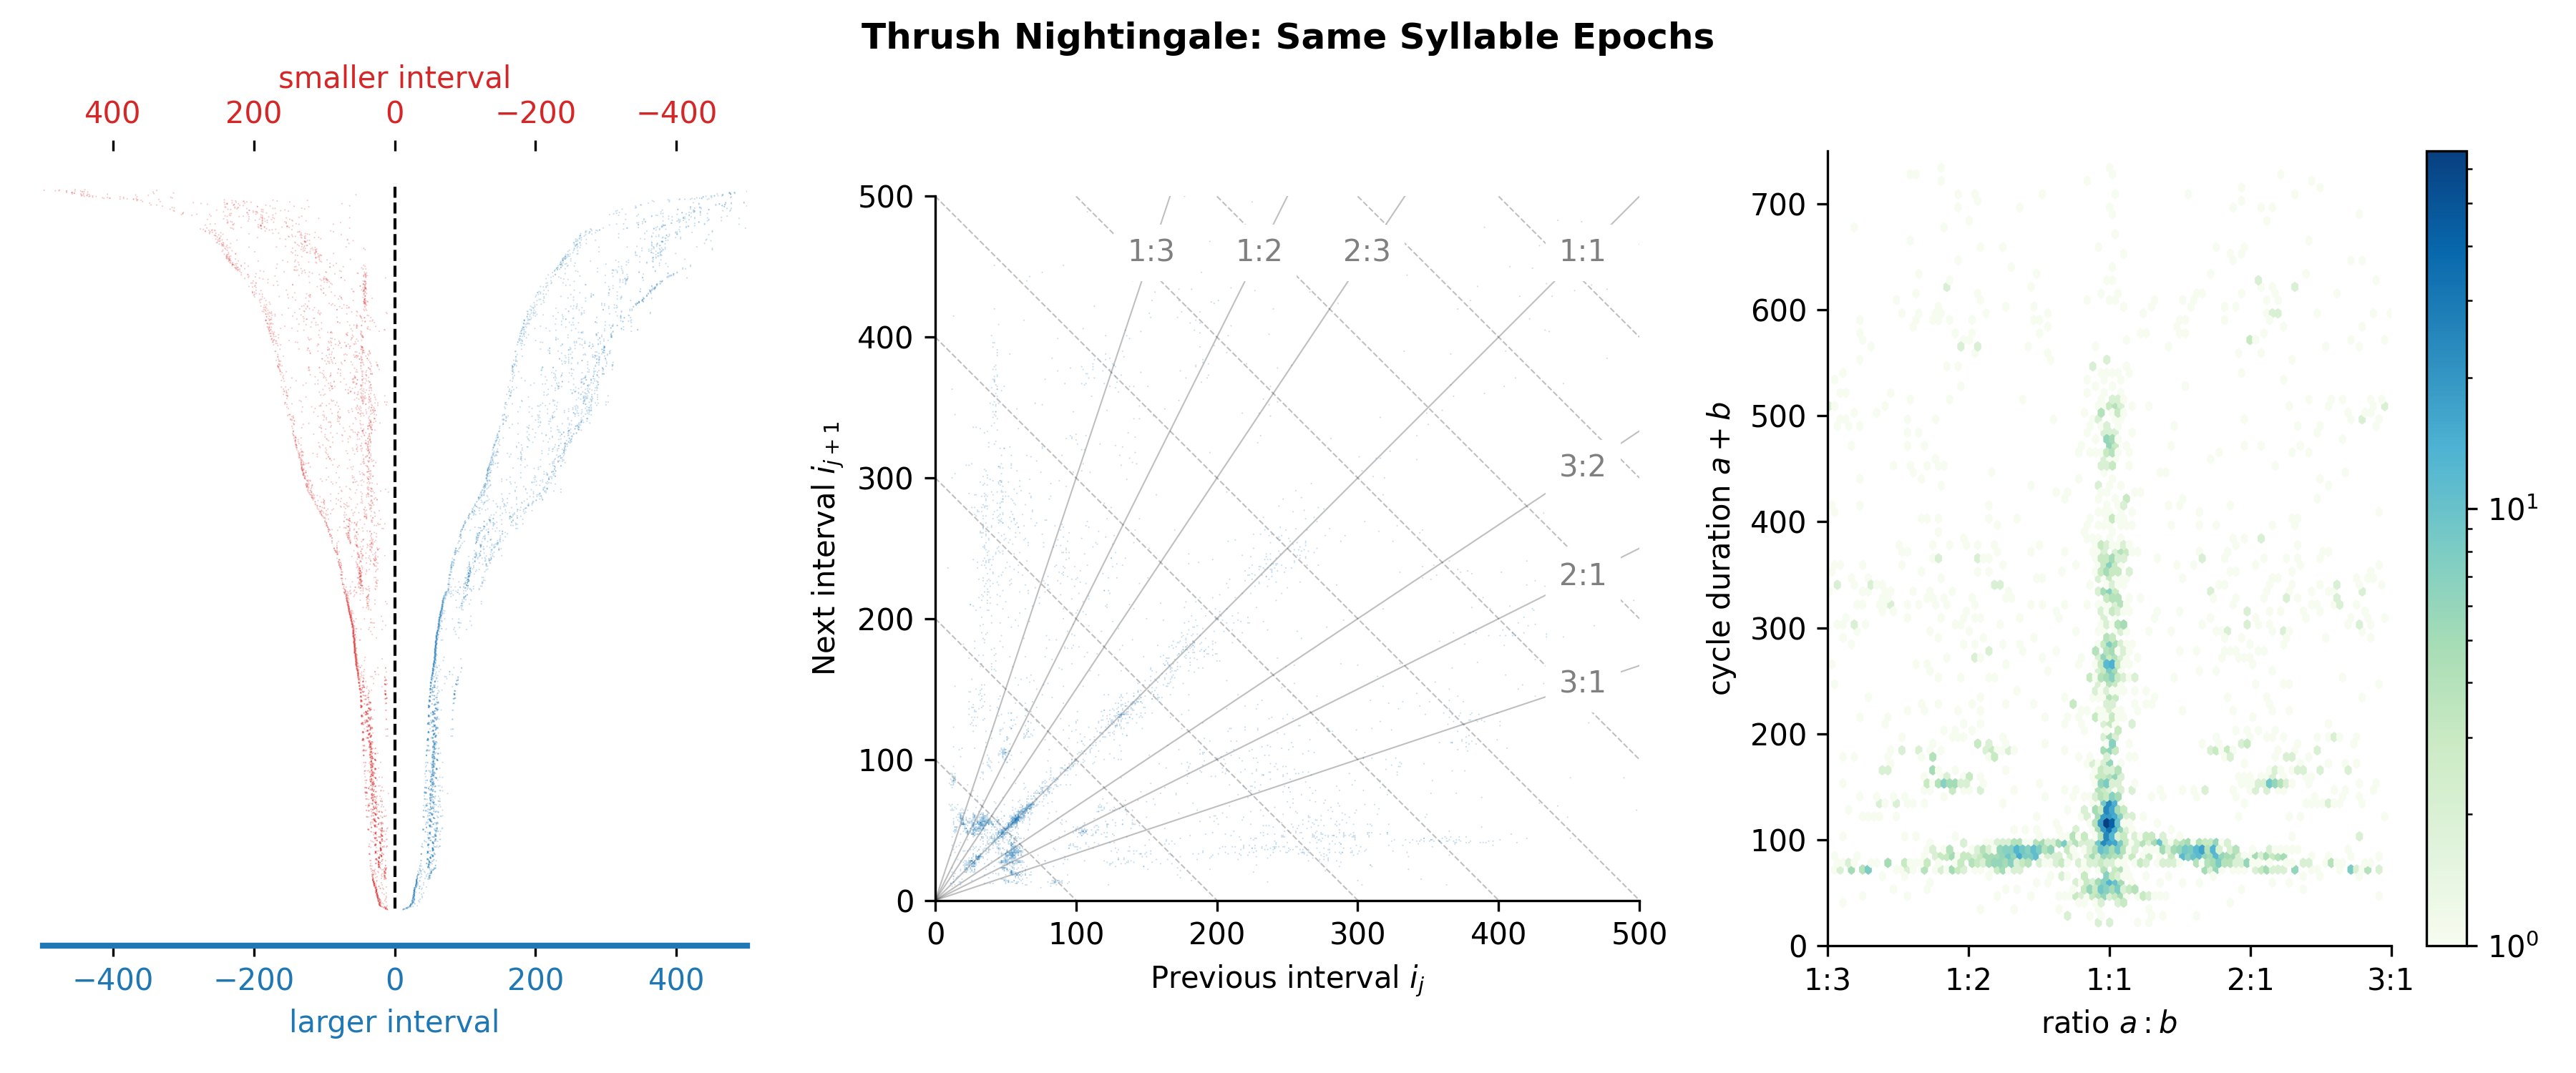 Thrush Nightingale: Same Syllable Epochs
smaller interval
400 200 0 −200 −400
−400 −200 0 200 400
larger interval
Next interval i_{j+1}
500
400
300
200
100
0
1:3 1:2 2:3 1:1
3:2
2:1
3:1
0 100 200 300 400 500
Previous interval i_j
cycle duration a + b
700
600
500
400
300
200
100
0
1:3 1:2 1:1 2:1 3:1
ratio a : b
10^1
10^0